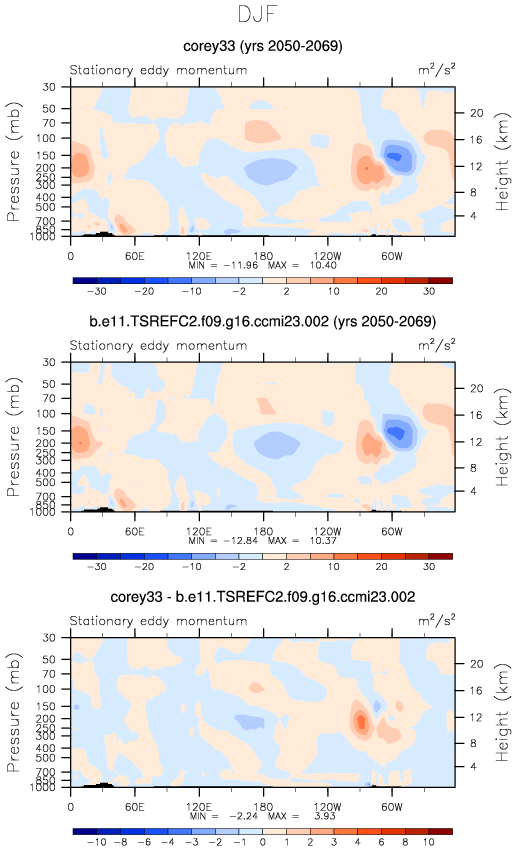 DJF
corey33 (yrs 2050-2069)
Stationary eddy momentum m²/s²
Pressure (mb)
Height (km)
30
50
70
100
150
200
250
300
400
500
700
850
1000
20
16
12
8
4
0 60E 120E 180 120W 60W
MIN = -11.96 MAX = 10.40
-30 -20 -10 -6 -2 2 6 10 20 30
b.e11.TSREFC2.f09.g16.ccmi23.002 (yrs 2050-2069)
Stationary eddy momentum m²/s²
Pressure (mb)
Height (km)
30
50
70
100
150
200
250
300
400
500
700
850
1000
20
16
12
8
4
0 60E 120E 180 120W 60W
MIN = -12.84 MAX = 10.37
-30 -20 -10 -6 -2 2 6 10 20 30
corey33 - b.e11.TSREFC2.f09.g16.ccmi23.002
Stationary eddy momentum m²/s²
Pressure (mb)
Height (km)
30
50
70
100
150
200
250
300
400
500
700
850
1000
20
16
12
8
4
0 60E 120E 180 120W 60W
MIN = -2.24 MAX = 3.93
-10 -8 -6 -4 -3 -2 -1 0 1 2 3 4 6 8 10